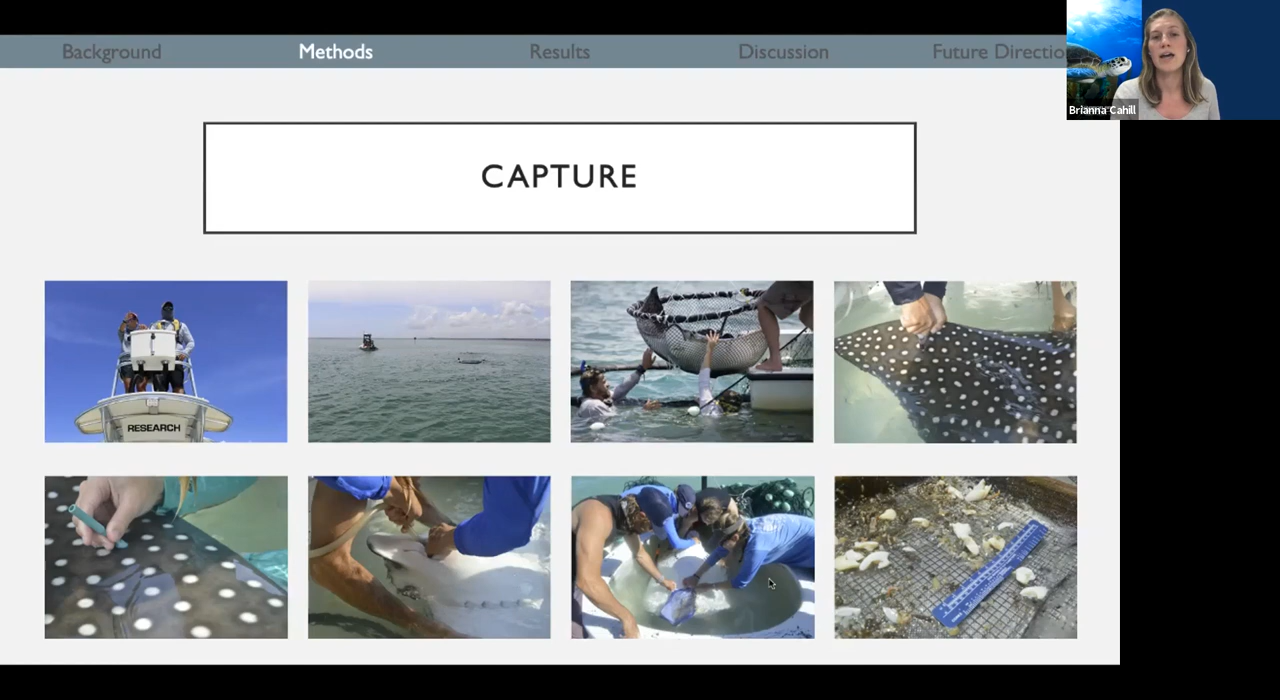 Background Methods Results Discussion Future Directio
Brianna Cahill
CAPTURE
RESEARCH